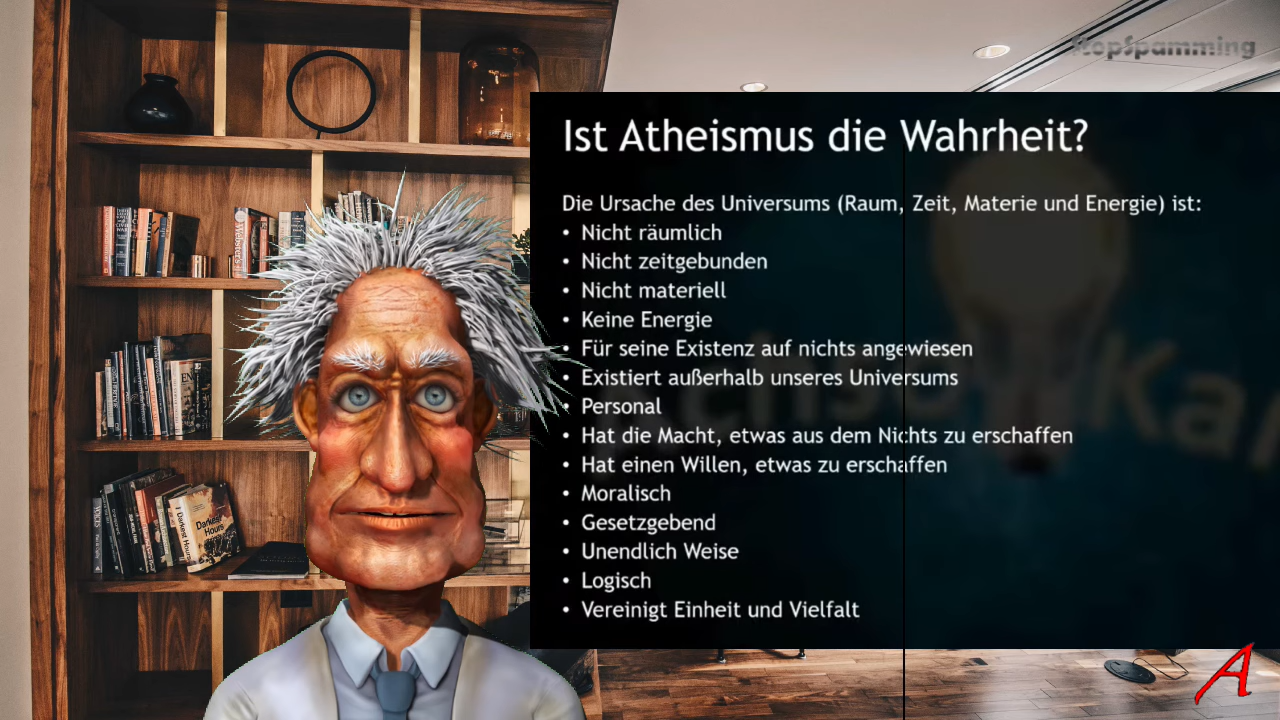 StopSpamming
Ist Atheismus die Wahrheit?
Die Ursache des Universums (Raum, Zeit, Materie und Energie) ist:
• Nicht räumlich
• Nicht zeitgebunden
• Nicht materiell
• Keine Energie
• Für seine Existenz auf nichts angewiesen
• Existiert außerhalb unseres Universums
• Personal
• Hat die Macht, etwas aus dem Nichts zu erschaffen
• Hat einen Willen, etwas zu erschaffen
• Moralisch
• Gesetzgebend
• Unendlich Weise
• Logisch
• Vereinigt Einheit und Vielfalt
Darkest
Hours
A